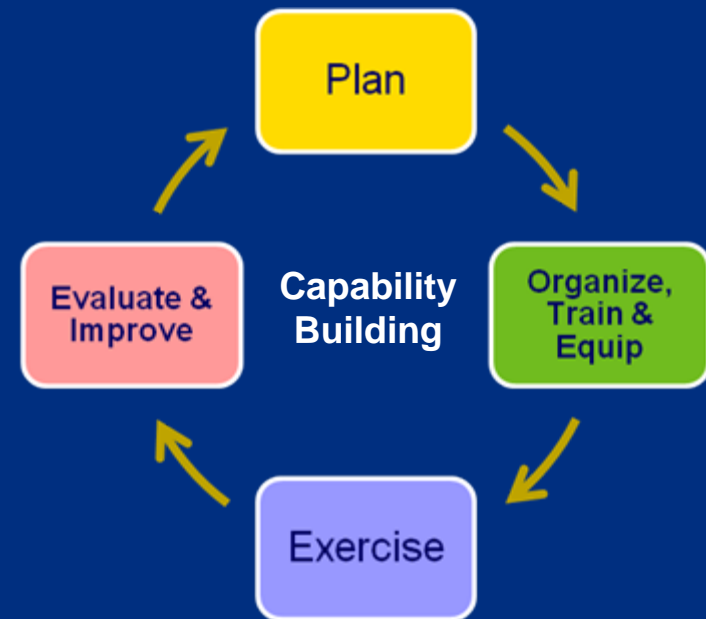 Plan
Organize,
Train &
Equip
Exercise
Evaluate &
Improve
Capability
Building